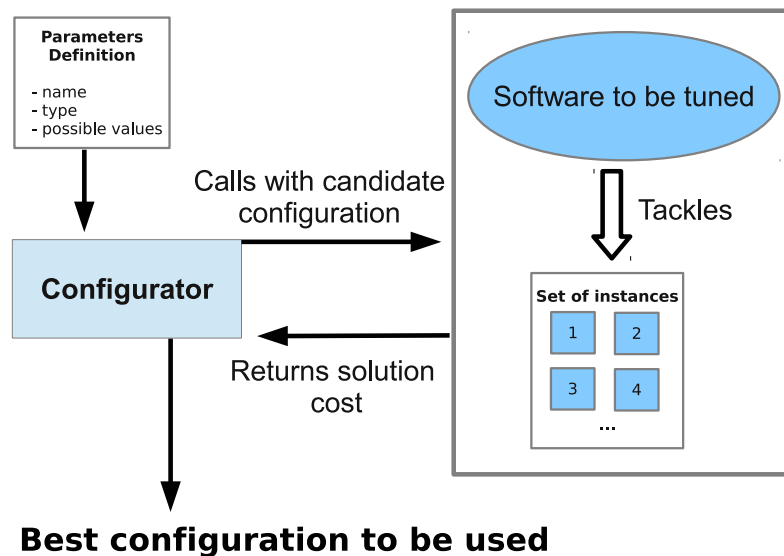 Parameters
Definition
- name
- type
- possible values
Calls with candidate
configuration
Configurator
Returns solution
cost
Best configuration to be used
Software to be tuned
Tackles
Set of instances
1 2
3 4
...